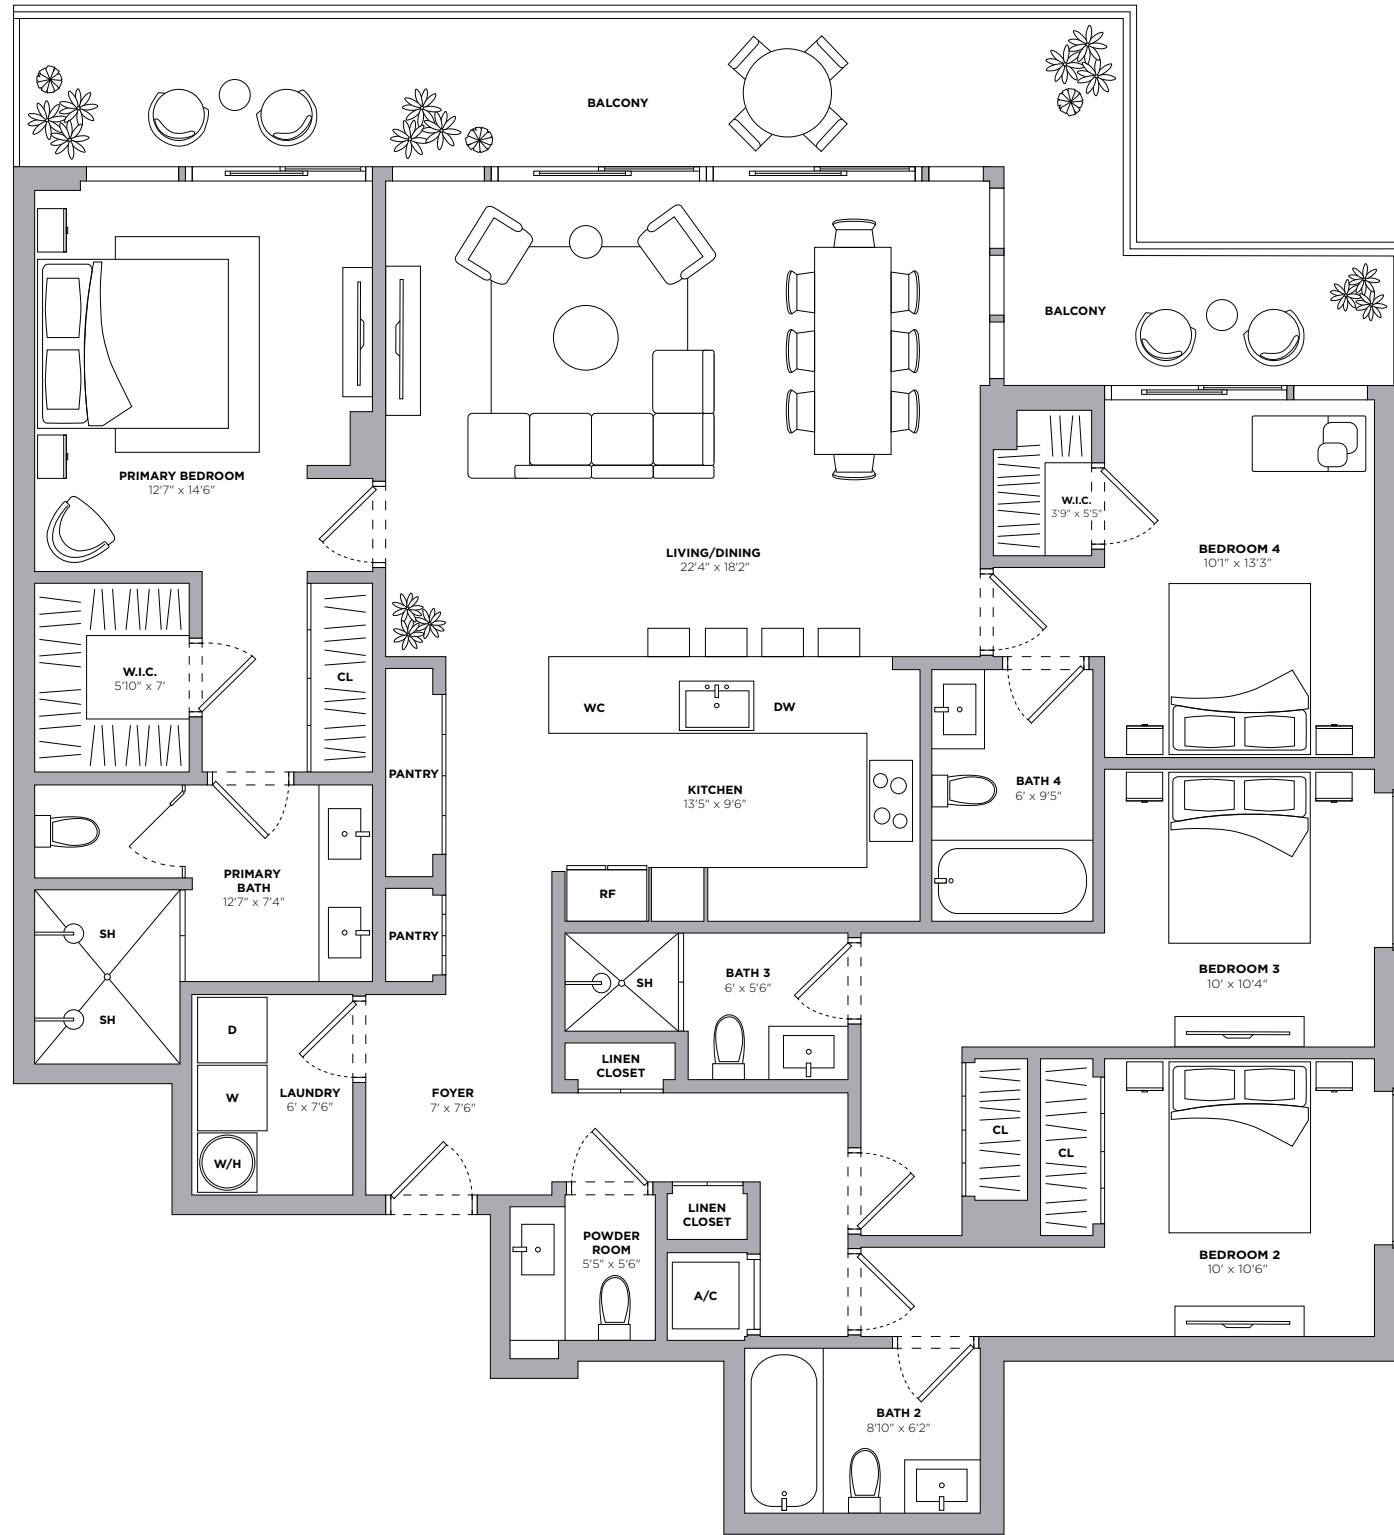 BALCONY
BALCONY
PRIMARY BEDROOM
12'7" x 14'6"
W.I.C.
3'9" x 5'5"
LIVING/DINING
22'4" x 18'2"
BEDROOM 4
10'1" x 13'3"
W.I.C.
5'10" x 7'
CL
WC
DW
PANTRY
KITCHEN
13'5" x 9'6"
BATH 4
6' x 9'5"
PRIMARY
BATH
12'7" x 7'4"
RF
SH
PANTRY
BATH 3
6' x 5'6"
SH
BEDROOM 3
10' x 10'4"
SH
D
LINEN
CLOSET
LAUNDRY
6' x 7'6"
W
FOYER
7' x 7'6"
CL
CL
W/H
LINEN
CLOSET
POWDER
ROOM
5'5" x 5'6"
BEDROOM 2
10' x 10'6"
A/C
BATH 2
8'10" x 6'2"